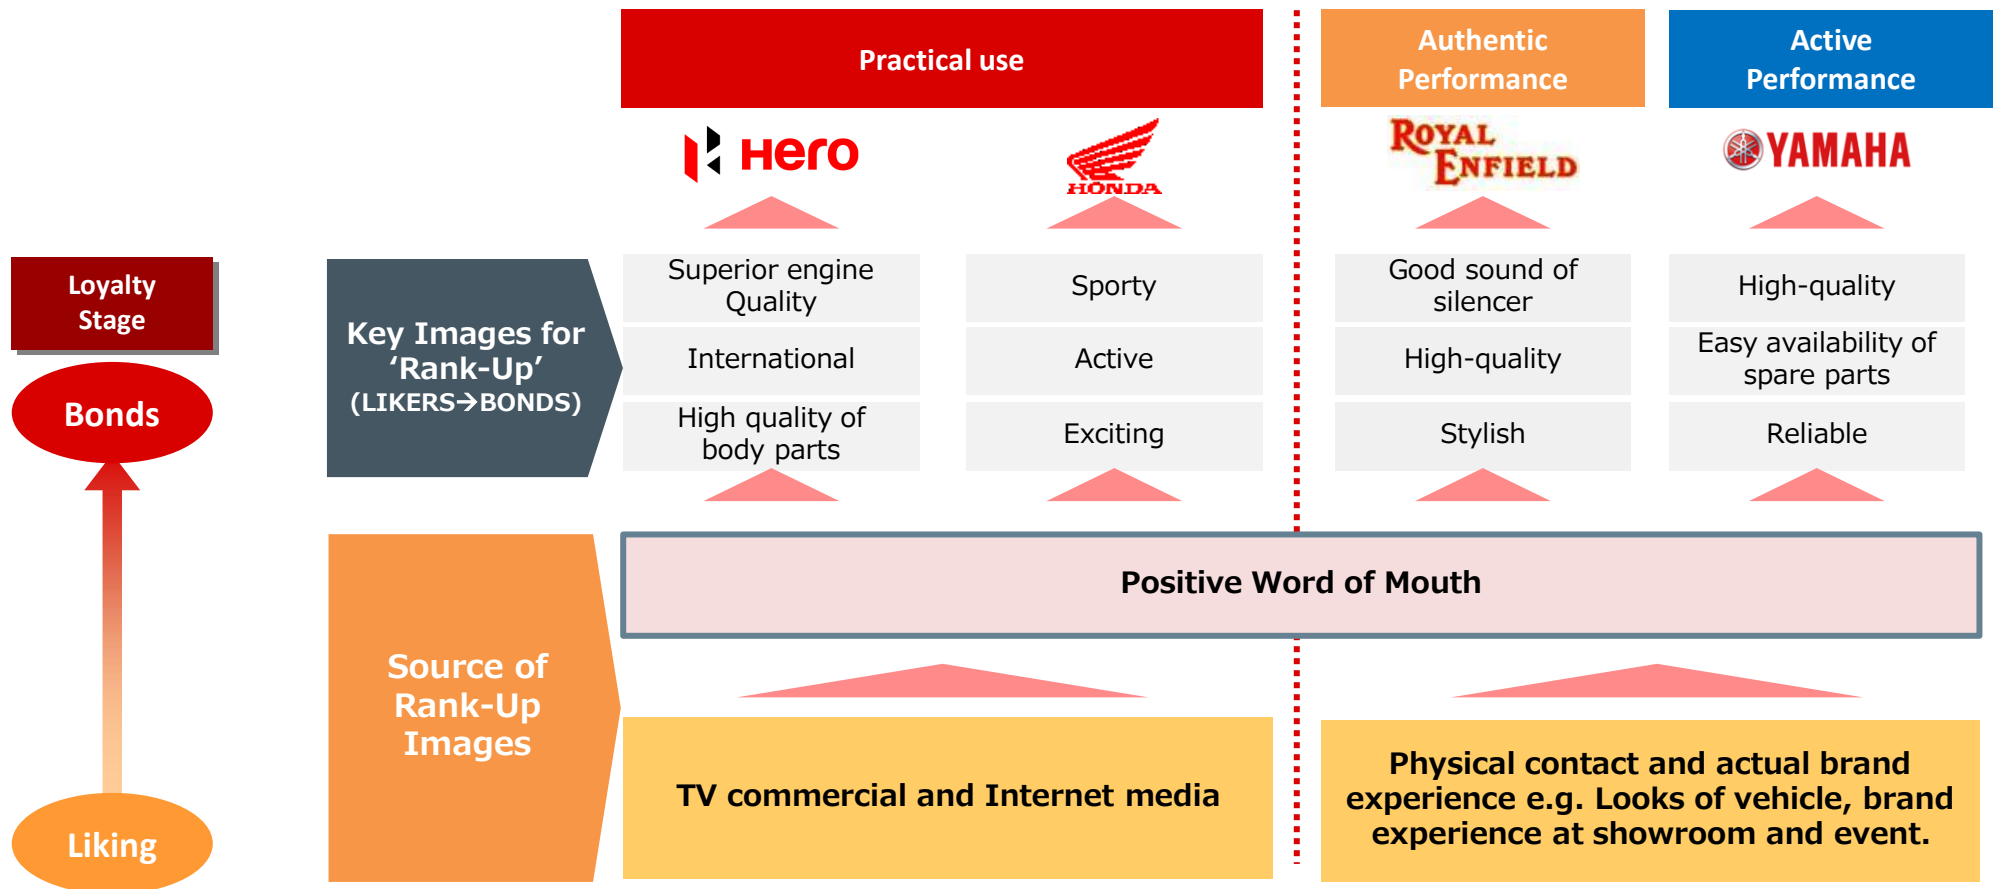 Practical use
Authentic
Performance
Active
Performance
Hero
HONDA
ROYAL
ENFIELD
YAMAHA
Loyalty
Stage
Bonds
Liking
Key Images for
‘Rank-Up’
(LIKERS→BONDS)
Superior engine
Quality
International
High quality of
body parts
Sporty
Active
Exciting
Good sound of
silencer
High-quality
Stylish
High-quality
Easy availability of
spare parts
Reliable
Source of
Rank-Up
Images
Positive Word of Mouth
TV commercial and Internet media
Physical contact and actual brand
experience e.g. Looks of vehicle, brand
experience at showroom and event.